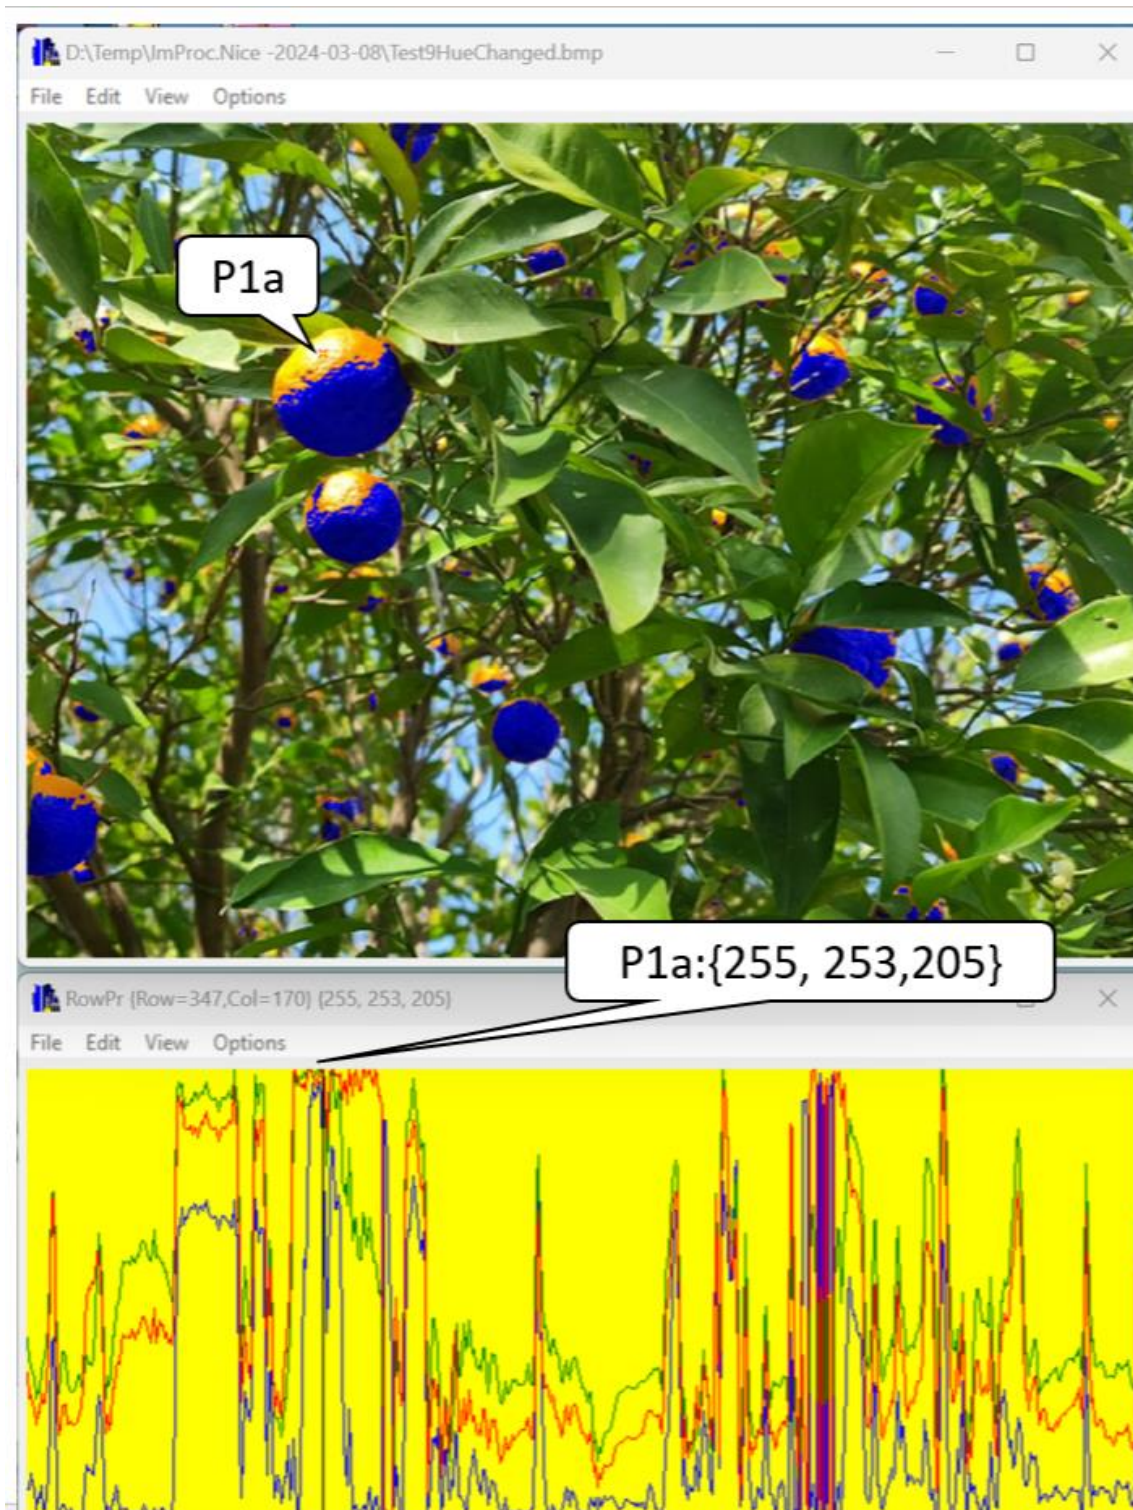 D:\Temp\ImProc.Nice -2024-03-08\Test9HueChanged.bmp
File Edit View Options
P1a
P1a:{255, 253,205}
RowPr (Row=347,Col=170) (255, 253, 205)
File Edit View Options